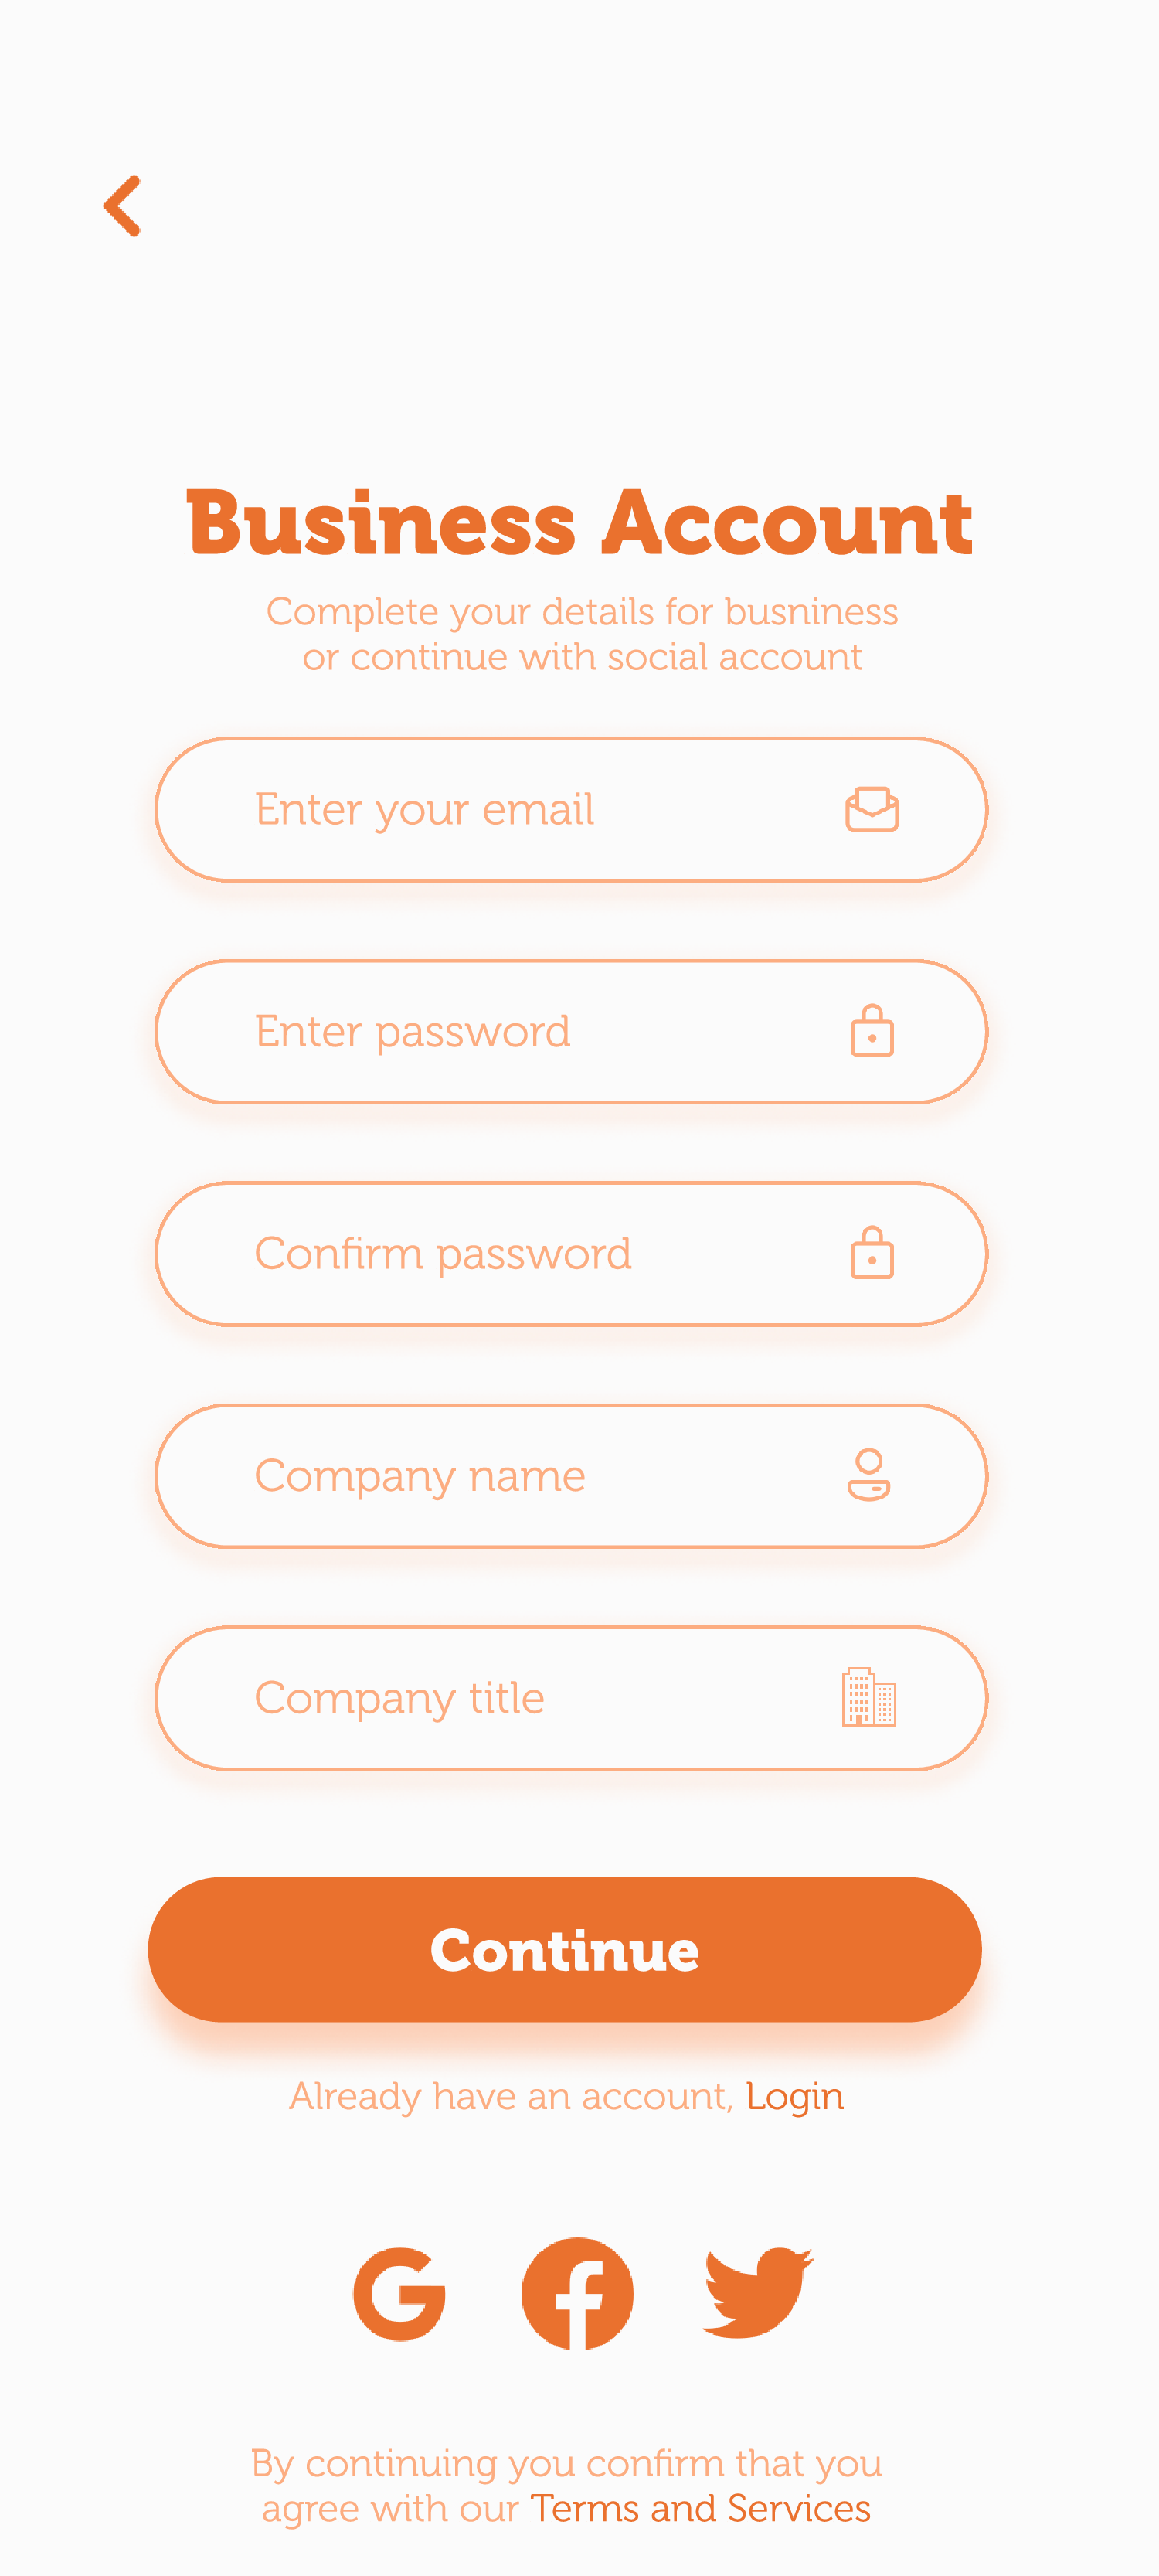 Business Account
Complete your details for busniness
or continue with social account
Enter your email
Enter password
Confirm password
Company name
Company title
Continue
Already have an account, Login
By continuing you confirm that you
agree with our Terms and Services